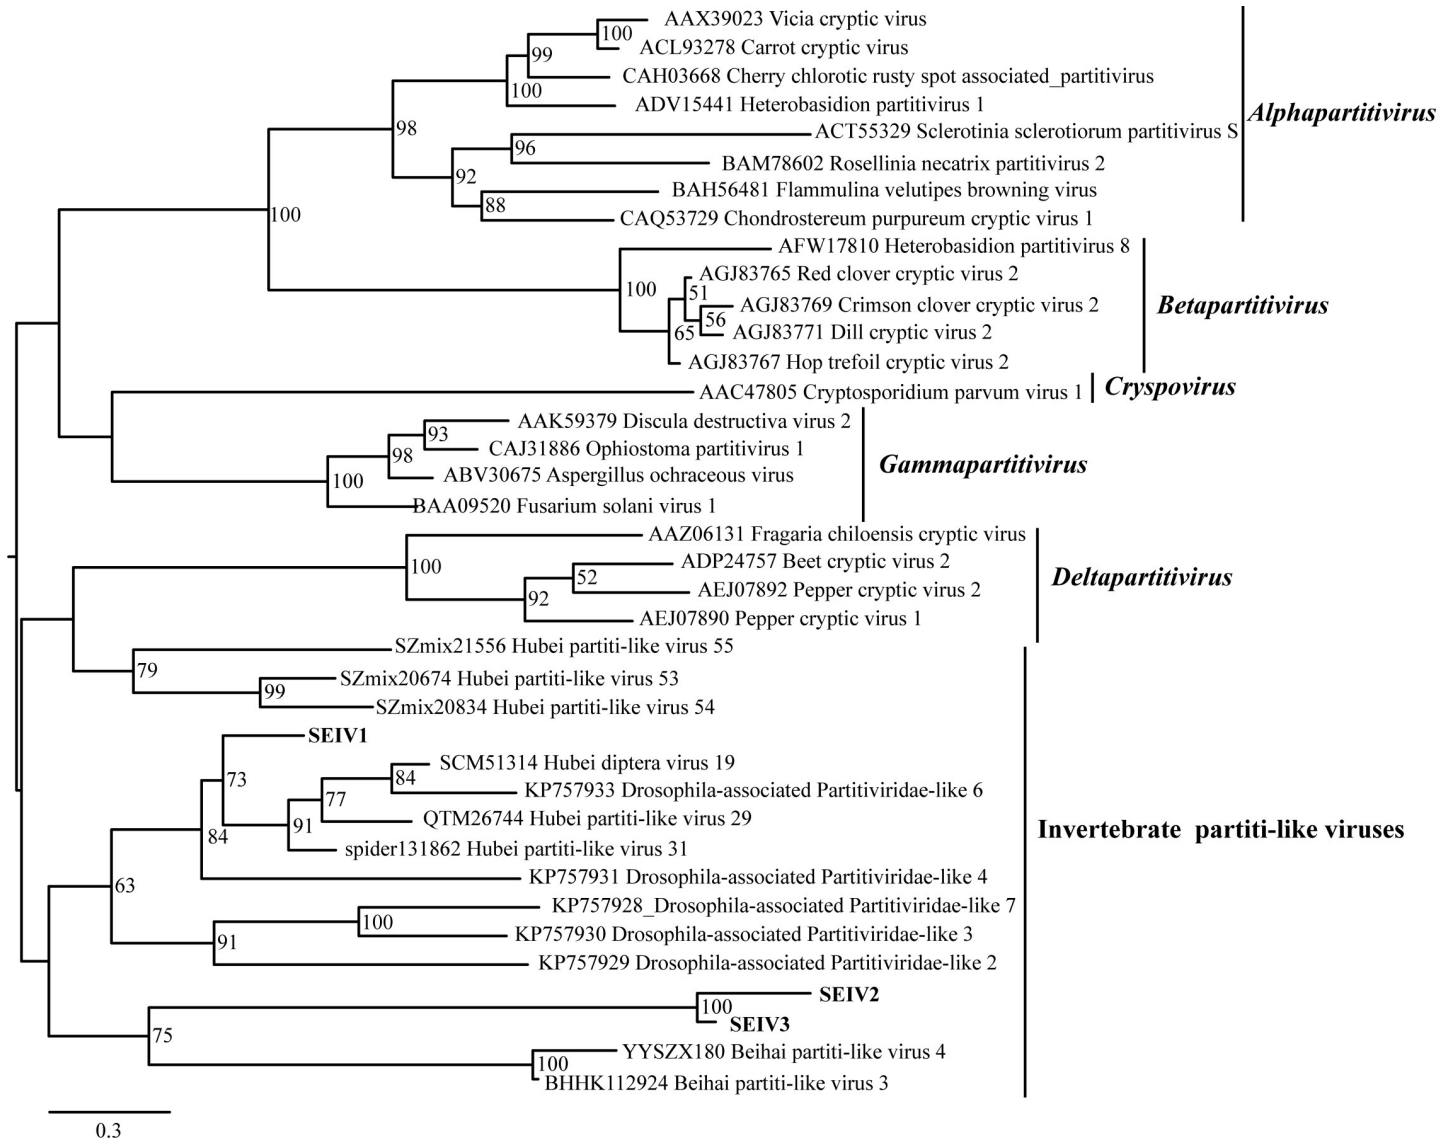 AAX39023 Vicia cryptic virus
100
ACL93278 Carrot cryptic virus
99
CAH03668 Cherry chlorotic rusty spot associated_partitivirus
100
ADV15441 Heterobasidion partitivirus 1
Alphapartitivirus
98
ACT55329 Sclerotinia sclerotiorum partitivirus S
96
BAM78602 Rosellinia necatrix partitivirus 2
92
BAH56481 Flammulina velutipes browning virus
88
CAQ53729 Chondrostereum purpureum cryptic virus 1
100
AFW17810 Heterobasidion partitivirus 8
AGJ83765 Red clover cryptic virus 2
100
51
AGJ83769 Crimson clover cryptic virus 2
Betapartitivirus
56
65
AGJ83771 Dill cryptic virus 2
AGJ83767 Hop trefoil cryptic virus 2
AAC47805 Cryptosporidium parvum virus 1
Cryspovirus
AAK59379 Discula destructiva virus 2
93
CAJ31886 Ophiostoma partitivirus 1
98
Gammapartitivirus
ABV30675 Aspergillus ochraceous virus
100
BAA09520 Fusarium solani virus 1
AAZ06131 Fragaria chiloensis cryptic virus
100
ADP24757 Beet cryptic virus 2
52
Deltapartitivirus
AEJ07892 Pepper cryptic virus 2
92
AEJ07890 Pepper cryptic virus 1
SZmix21556 Hubei partiti-like virus 55
79
SZmix20674 Hubei partiti-like virus 53
99
SZmix20834 Hubei partiti-like virus 54
SEIV1
SCM51314 Hubei diptera virus 19
73
84
KP757933 Drosophila-associated Partitiviridae-like 6
77
QTM26744 Hubei partiti-like virus 29
91
84
Invertebrate partiti-like viruses
spider131862 Hubei partiti-like virus 31
KP757931 Drosophila-associated Partitiviridae-like 4
63
KP757928_Drosophila-associated Partitiviridae-like 7
100
KP757930 Drosophila-associated Partitiviridae-like 3
91
KP757929 Drosophila-associated Partitiviridae-like 2
SEIV2
100
SEIV3
75
YYSZX180 Beihai partiti-like virus 4
100
BHHK112924 Beihai partiti-like virus 3
0.3